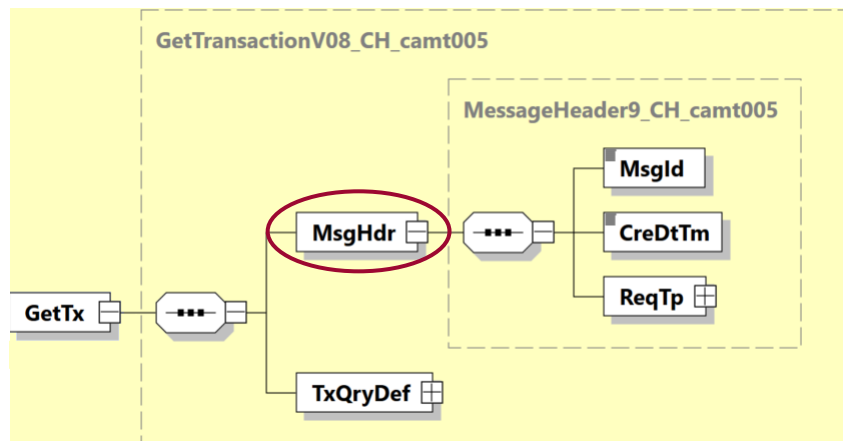 GetTransactionV08_CH_camt005
MessageHeader9_CH_camt005
MsgId
MsgHdr
CreDtTm
ReqTp
GetTx
TxQryDef